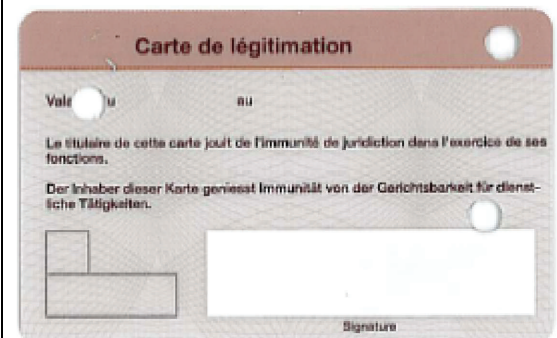 Carte de légitimation
au
Le titulaire de cette carte jouit de l'immunité de juridiction dans l'exercice de ses
fonctions.
Der Inhaber dieser Karte geniesst Immunität von der Gerichtsbarkeit für dienst-
liche Tätigkeiten.
Signature